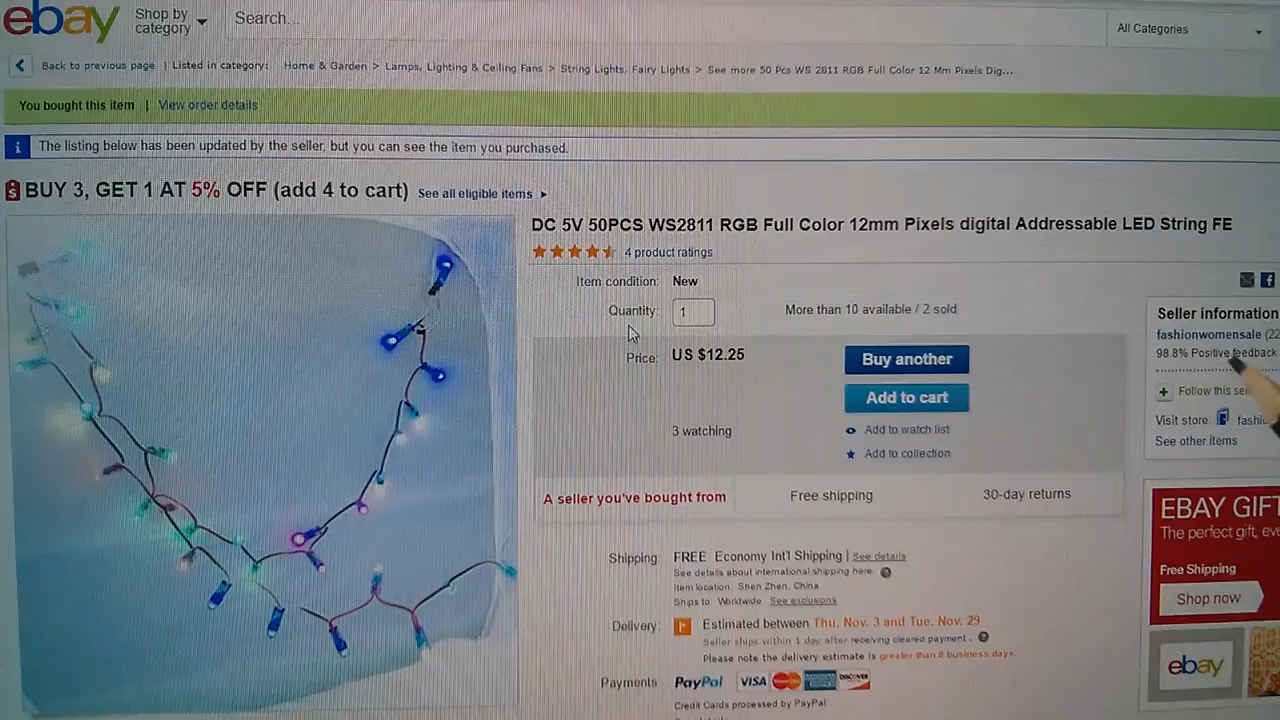 ebay
Shop by category
Search...
All Categories
Back to previous page | Listed in category: Home & Garden > Lamps, Lighting & Ceiling Fans > String Lights, Fairy Lights > See more 50 Pcs WS 2811 RGB Full Color 12 Mm Pixels Dig...
You bought this item | View order details
The listing below has been updated by the seller, but you can see the item you purchased.
BUY 3, GET 1 AT 5% OFF (add 4 to cart) See all eligible items
DC 5V 50PCS WS2811 RGB Full Color 12mm Pixels digital Addressable LED String FE
4 product ratings
Item condition: New
Quantity: 1 More than 10 available / 2 sold
Price: US $12.25
Buy another
Add to cart
3 watching
Add to watch list
Add to collection
A seller you've bought from Free shipping 30-day returns
Shipping: FREE Economy Int'l Shipping | See details
See details about international shipping here.
Item location: Shen Zhen, China
Ships to: Worldwide See exclusions
Delivery: Estimated between Thu. Nov. 3 and Tue. Nov. 29
Seller ships within 1 day after receiving cleared payment.
Please note the delivery estimate is greater than 8 business days.
Payments: PayPal VISA MasterCard DISCOVER
Credit Cards processed by PayPal
Seller information
fashionwomensale (22
98.8% Positive feedback
Follow this sel
Visit store: fashi
See other items
EBAY GIF
The perfect gift, eve
Free Shipping
Shop now
ebay